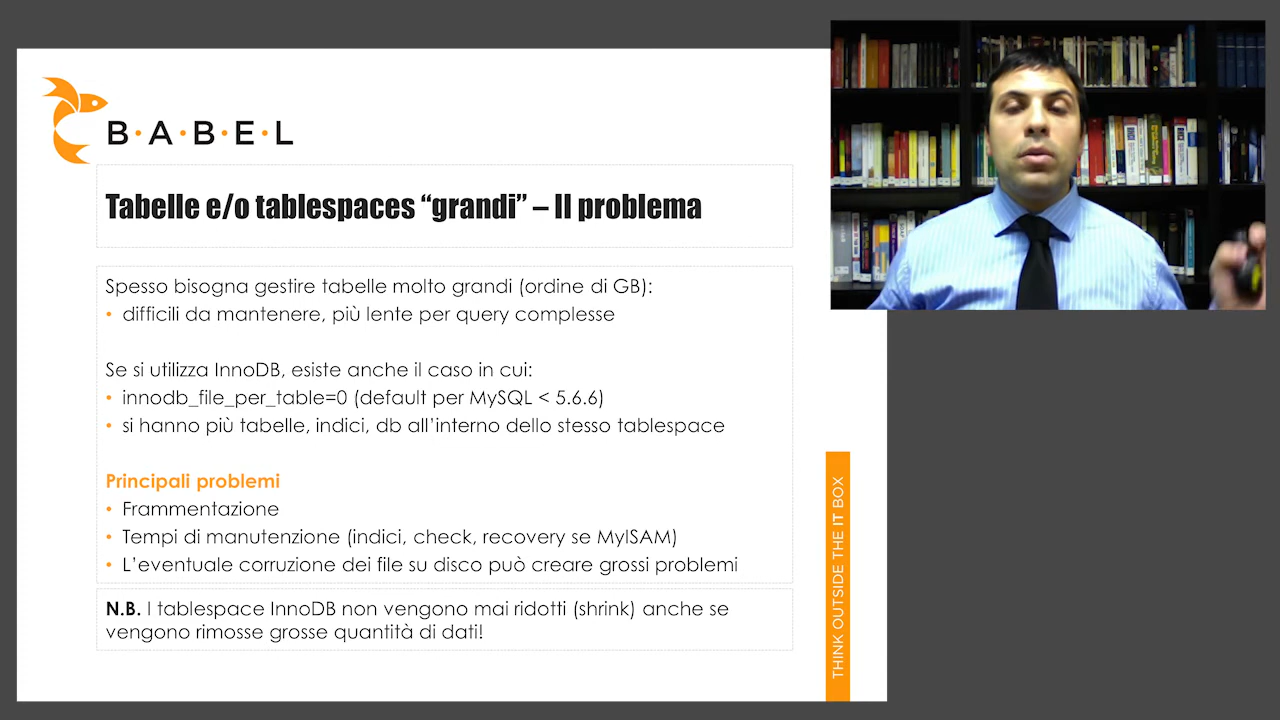 B·A·B·E·L
Tabelle e/o tablespaces “grandi” – Il problema
Spesso bisogna gestire tabelle molto grandi (ordine di GB):
• difficili da mantenere, più lente per query complesse
Se si utilizza InnoDB, esiste anche il caso in cui:
• innodb_file_per_table=0 (default per MySQL < 5.6.6)
• si hanno più tabelle, indici, db all’interno dello stesso tablespace
Principali problemi
• Frammentazione
• Tempi di manutenzione (indici, check, recovery se MyISAM)
• L’eventuale corruzione dei file su disco può creare grossi problemi
N.B. I tablespace InnoDB non vengono mai ridotti (shrink) anche se
vengono rimosse grosse quantità di dati!
THINK OUTSIDE THE IT BOX